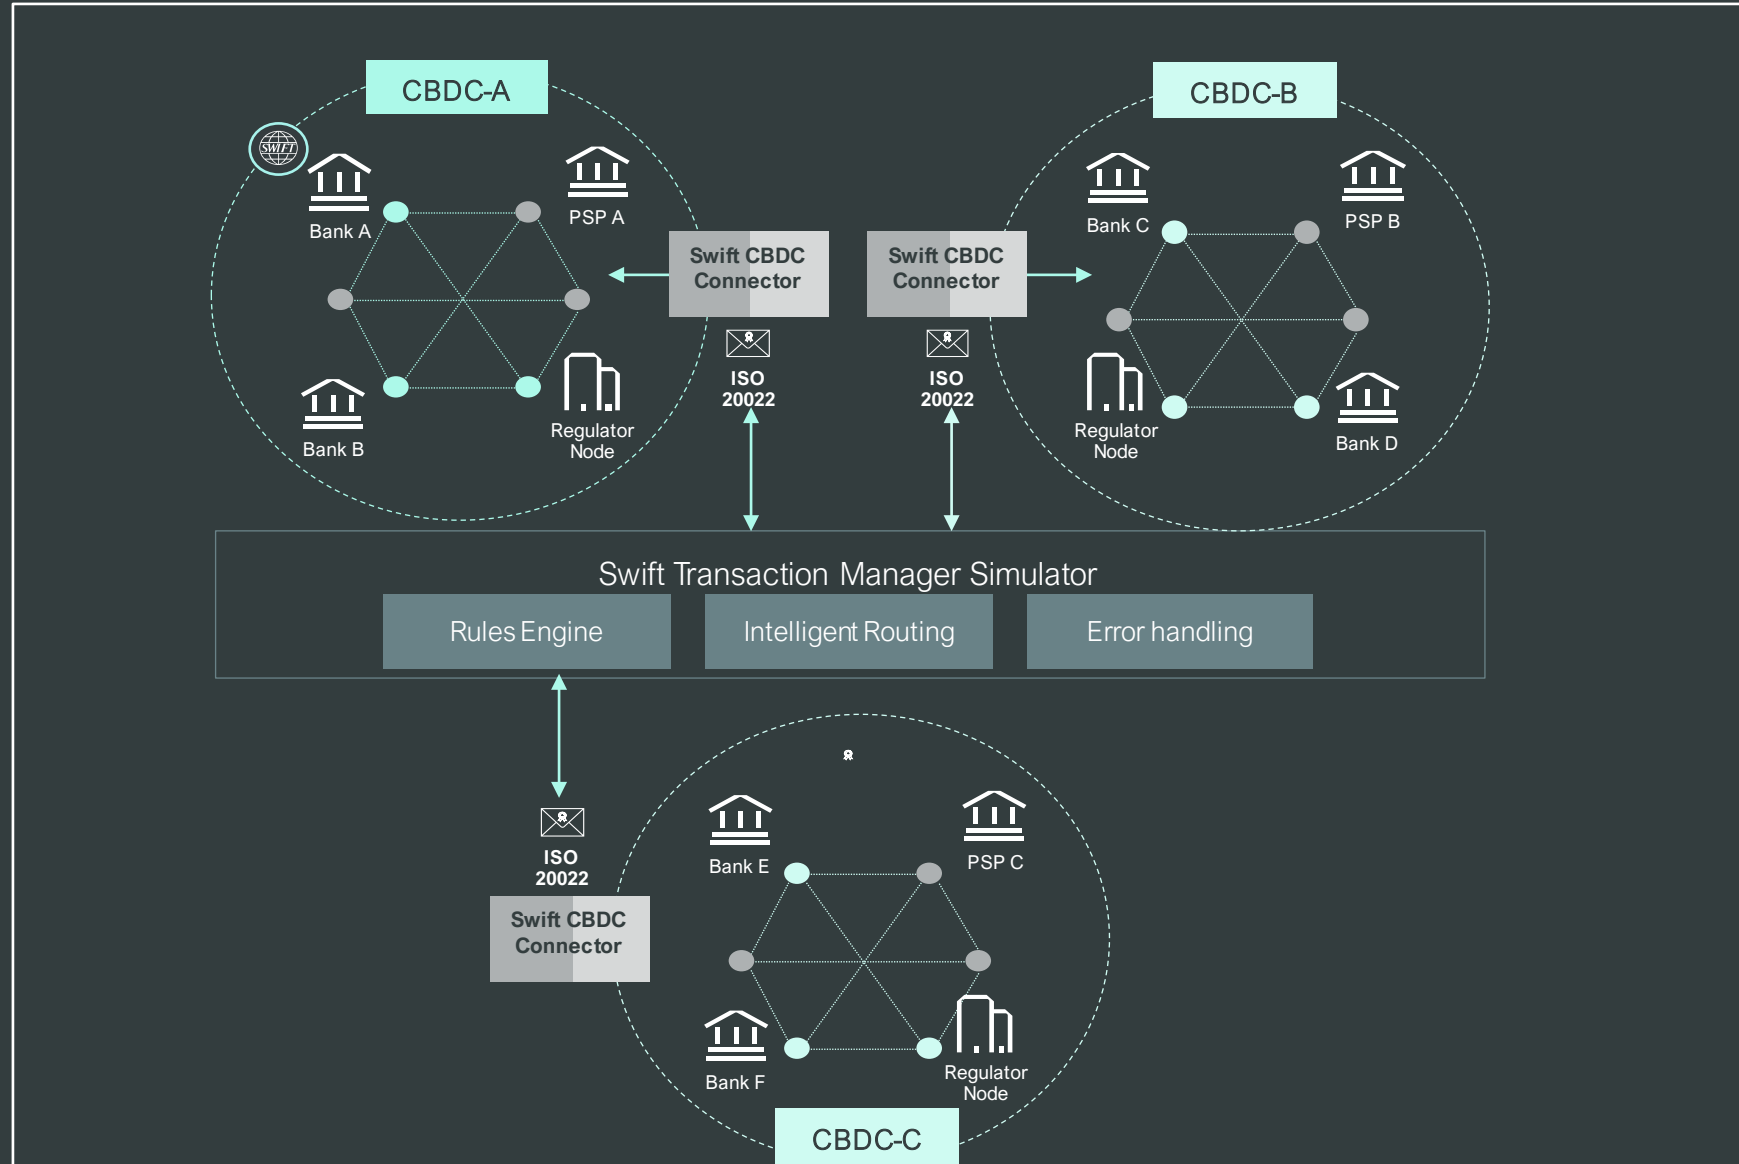 CBDC-A
CBDC-B
SWIFT
Bank A
PSP A
Bank C
PSP B
Swift CBDC
Connector
Swift CBDC
Connector
ISO
20022
ISO
20022
Bank B
Regulator
Node
Regulator
Node
Bank D
Swift Transaction Manager Simulator
Rules Engine
Intelligent Routing
Error handling
ISO
20022
Swift CBDC
Connector
Bank E
PSP C
Bank F
Regulator
Node
CBDC-C